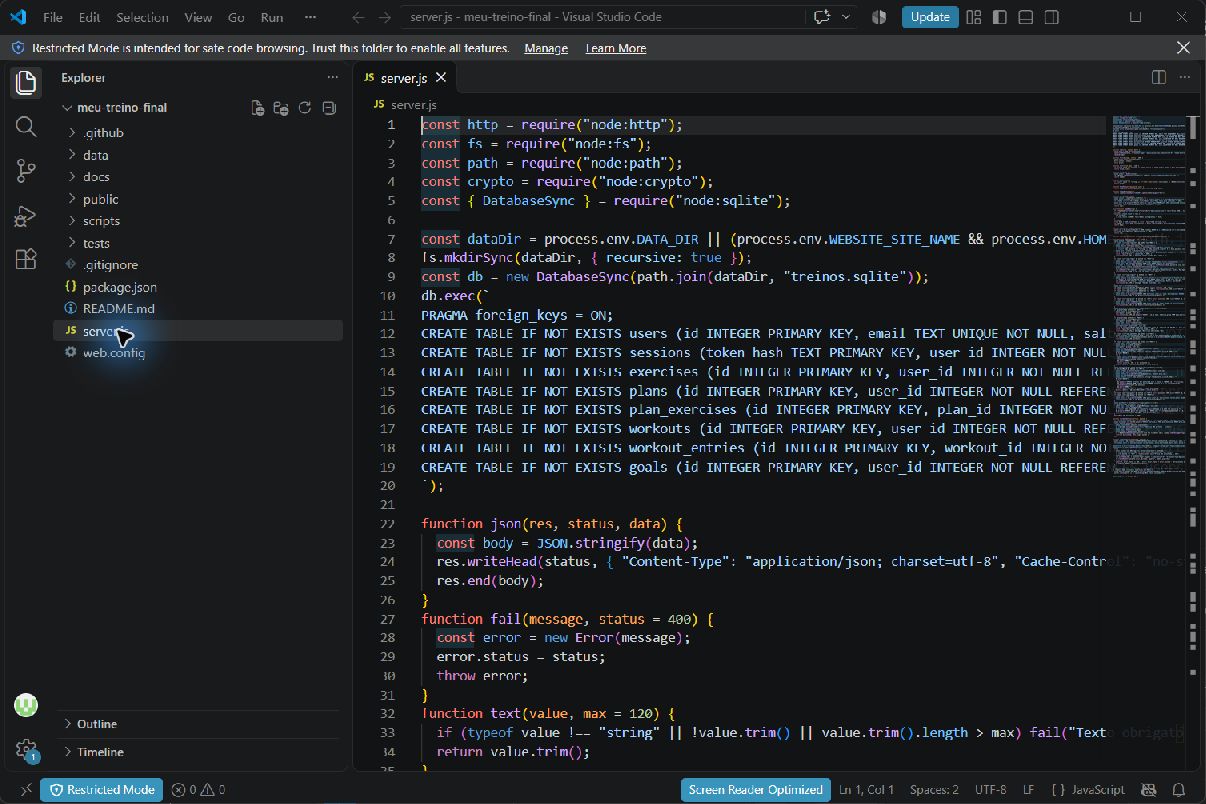 File Edit Selection View Go Run ··· server.js - meu-treino-final - Visual Studio Code Update
Restricted Mode is intended for safe code browsing. Trust this folder to enable all features. Manage Learn More
Explorer
meu-treino-final
.github
data
docs
public
scripts
tests
.gitignore
{} package.json
README.md
JS
web.config
Outline
Timeline
JS server.js
JS server.js
1 const http = require("node:http");
2 const fs = require("node:fs");
3 const path = require("node:path");
4 const crypto = require("node:crypto");
5 const { DatabaseSync } = require("node:sqlite");
6
7 const dataDir = process.env.DATA_DIR || (process.env.WEBSITE_SITE_NAME && process.env.HOM
8 fs.mkdirSync(dataDir, { recursive: true });
9 const db = new DatabaseSync(path.join(dataDir, "treinos.sqlite"));
10 db.exec(`
11 PRAGMA foreign_keys = ON;
12 CREATE TABLE IF NOT EXISTS users (id INTEGER PRIMARY KEY, email TEXT UNIQUE NOT NULL, sal
13 CREATE TABLE IF NOT EXISTS sessions (token_hash TEXT PRIMARY KEY, user_id INTEGER NOT NUL
14 CREATE TABLE IF NOT EXISTS exercises (id INTEGER PRIMARY KEY, user_id INTEGER NOT NULL RE
15 CREATE TABLE IF NOT EXISTS plans (id INTEGER PRIMARY KEY, user_id INTEGER NOT NULL REFERE
16 CREATE TABLE IF NOT EXISTS plan_exercises (id INTEGER PRIMARY KEY, plan_id INTEGER NOT NU
17 CREATE TABLE IF NOT EXISTS workouts (id INTEGER PRIMARY KEY, user_id INTEGER NOT NULL REF
18 CREATE TABLE IF NOT EXISTS workout_entries (id INTEGER PRIMARY KEY, workout_id INTEGER NO
19 CREATE TABLE IF NOT EXISTS goals (id INTEGER PRIMARY KEY, user_id INTEGER NOT NULL REFERE
20 `);
21
22 function json(res, status, data) {
23 const body = JSON.stringify(data);
24 res.writeHead(status, { "Content-Type": "application/json; charset=utf-8", "Cache-Control": "no-s
25 res.end(body);
26 }
27 function fail(message, status = 400) {
28 const error = new Error(message);
29 error.status = status;
30 throw error;
31 }
32 function text(value, max = 120) {
33 if (typeof value !== "string" || !value.trim() || value.trim().length > max) fail("Texto obrigató
34 return value.trim();
35 }
1
Restricted Mode 0 0 Screen Reader Optimized Ln 1, Col 1 Spaces: 2 UTF-8 LF {} JavaScript